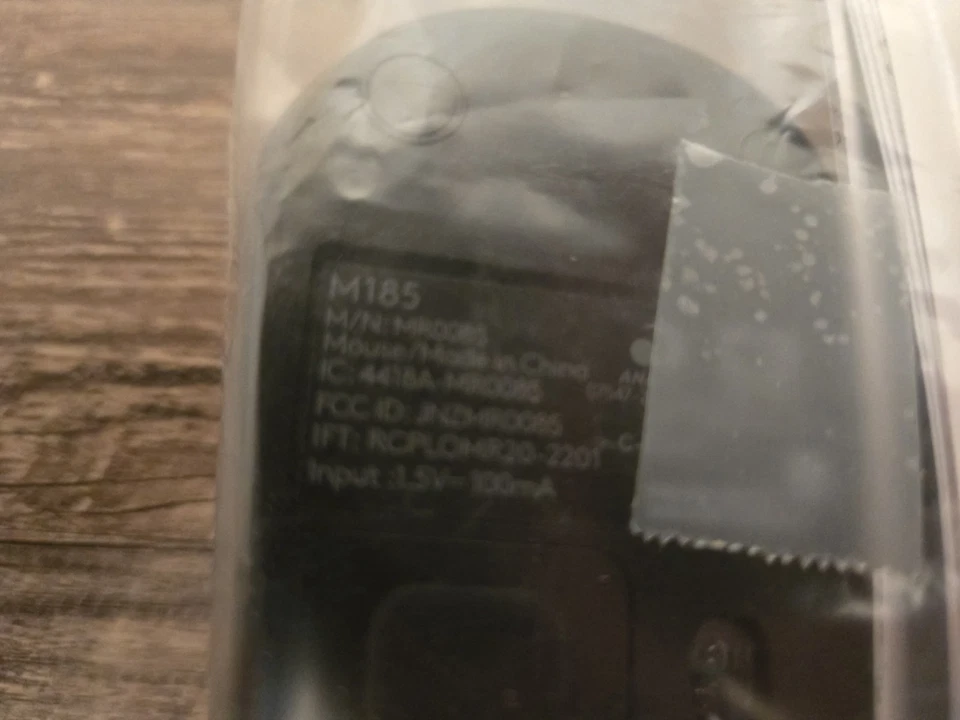 M185
M/N: MR0085
Mouse/Made in China
IC: 4418A-MR0085
FCC ID: JNZMR0085
IFT: RCPLOMR20-2201
Input :1.5V 100mA